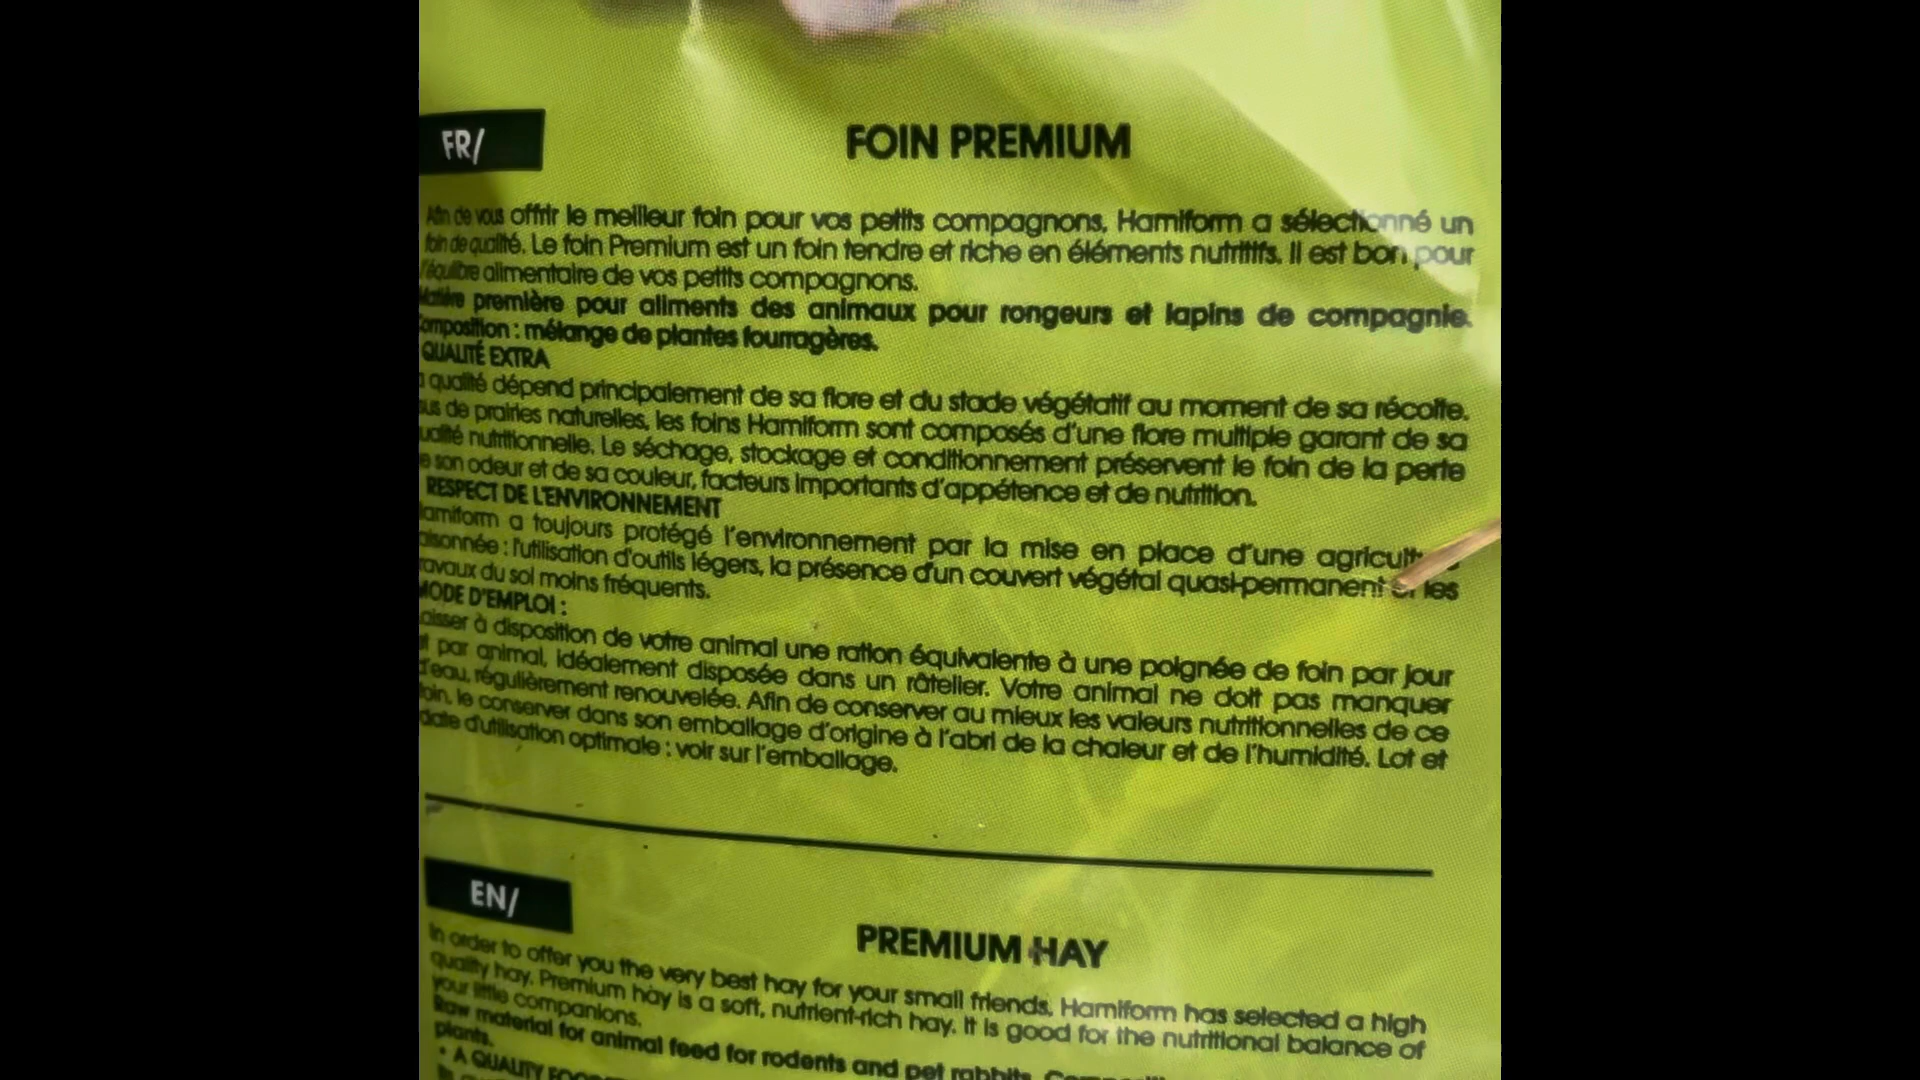 FR/
FOIN PREMIUM
Afin de vous offrir le meilleur foin pour vos petits compagnons, Hamiform a sélectionné un
foin de qualité. Le foin Premium est un foin tendre et riche en éléments nutritifs. Il est bon pour
l'équilibre alimentaire de vos petits compagnons.
Matière première pour aliments des animaux pour rongeurs et lapins de compagnie.
Composition : mélange de plantes fourragères.
QUALITÉ EXTRA
qualité dépend principalement de sa flore et du stade végétatif au moment de sa récolte.
de prairies naturelles, les foins Hamiform sont composés d'une flore multiple garant de sa
qualité nutritionnelle. Le séchage, stockage et conditionnement préservent le foin de la perte
son odeur et de sa couleur, facteurs importants d'appétence et de nutrition.
RESPECT DE L'ENVIRONNEMENT
Hamiform a toujours protégé l'environnement par la mise en place d'une
raisonnée : l'utilisation d'outils légers, la présence d'un couvert végétal quasi-permanent et les
travaux du sol moins fréquents.
MODE D'EMPLOI :
Laisser à disposition de votre animal une ration équivalente à une poignée de foin par jour
et par animal, idéalement disposée dans un râtelier. Votre animal ne doit pas manquer
d'eau, régulièrement renouvelée. Afin de conserver au mieux les valeurs nutritionnelles de ce
foin, le conserver dans son emballage d'origine à l'abri de la chaleur et de l'humidité. Lot et
date d'utilisation optimale : voir sur l'emballage.
EN/
PREMIUM HAY
In order to offer you the very best hay for your small friends, Hamiform has selected a high
quality hay. Premium hay is a soft, nutrient-rich hay. It is good for the nutritional balance of
your little companions.
Raw material for animal feed for rodents and pet rabbits.
plants.
• A QUALITY